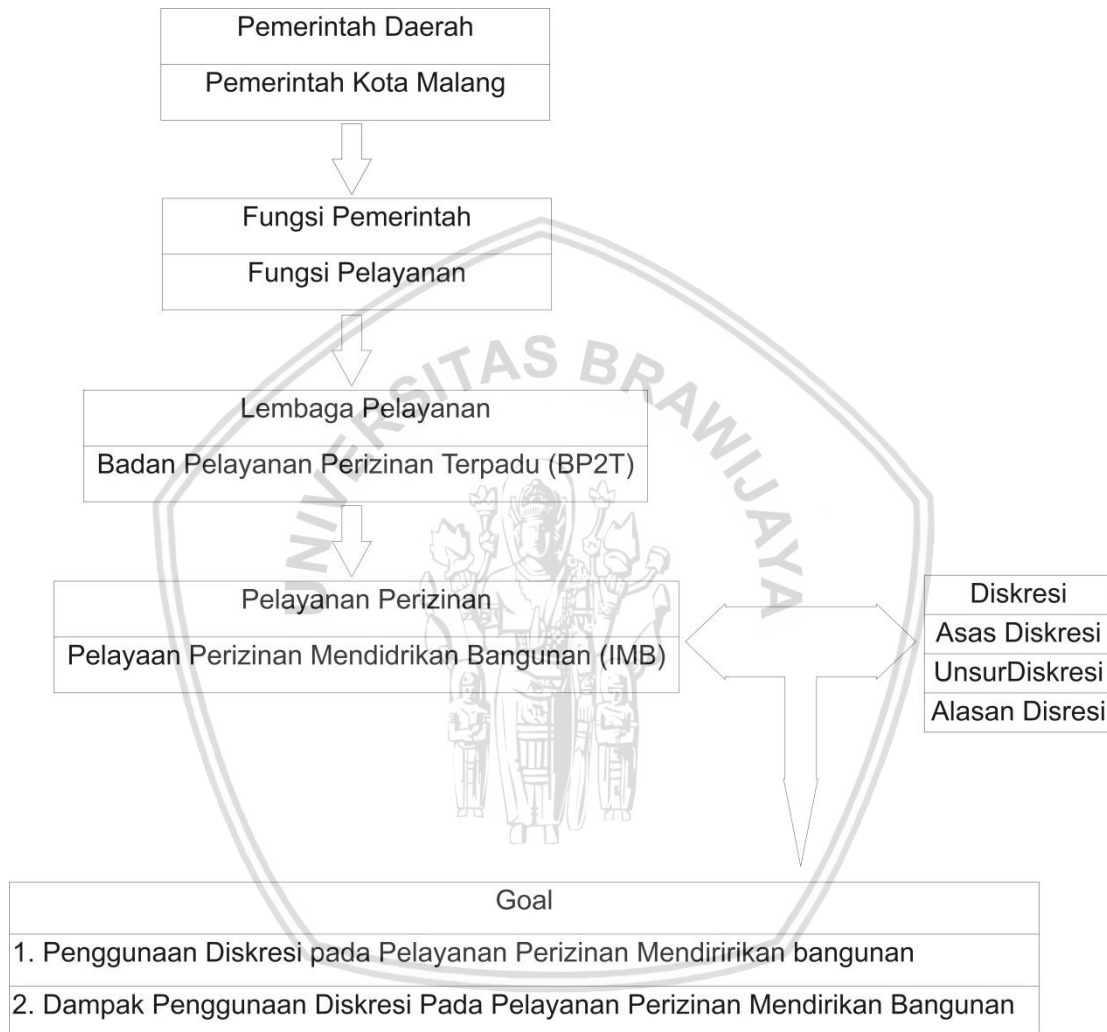 Pemerintah Daerah
Pemerintah Kota Malang
Fungsi Pemerintah
Fungsi Pelayanan
UNIVERSITAS BRAWIJAYA
Lembaga Pelayanan
Badan Pelayanan Perizinan Terpadu (BP2T)
Pelayanan Perizinan
Pelayaan Perizinan Mendidrikan Bangunan (IMB)
Diskresi
Asas Diskresi
UnsurDiskresi
Alasan Disresi
Goal
1. Penggunaan Diskresi pada Pelayanan Perizinan Mendiririkan bangunan
2. Dampak Penggunaan Diskresi Pada Pelayanan Perizinan Mendirikan Bangunan